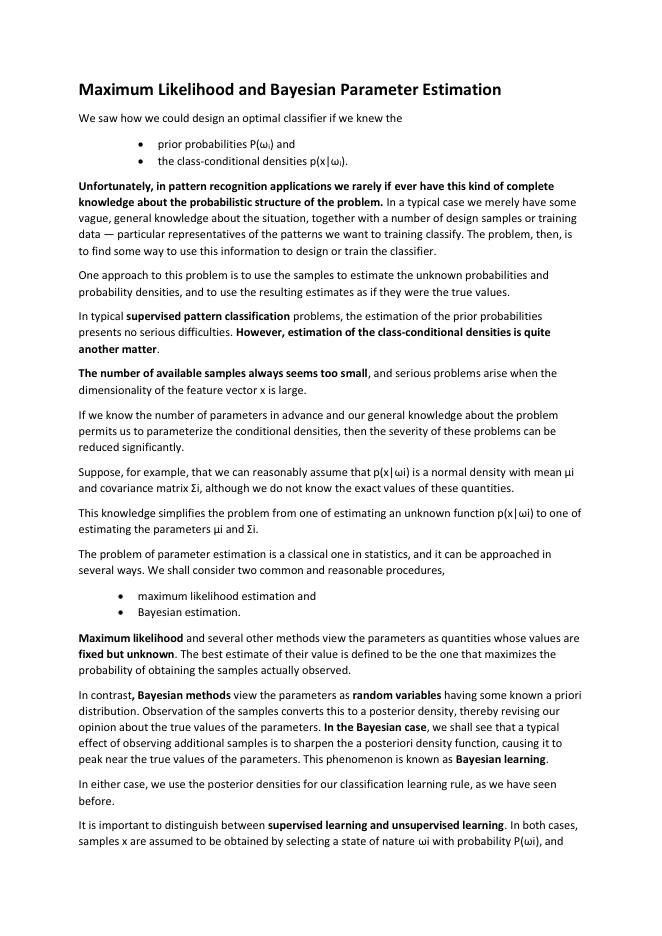 Maximum Likelihood and Bayesian Parameter Estimation
We saw how we could design an optimal classifier if we knew the
• prior probabilities P(ωᵢ) and
• the class-conditional densities p(x|ωᵢ).
Unfortunately, in pattern recognition applications we rarely if ever have this kind of complete
knowledge about the probabilistic structure of the problem. In a typical case we merely have some
vague, general knowledge about the situation, together with a number of design samples or training
data — particular representatives of the patterns we want to training classify. The problem, then, is
to find some way to use this information to design or train the classifier.
One approach to this problem is to use the samples to estimate the unknown probabilities and
probability densities, and to use the resulting estimates as if they were the true values.
In typical supervised pattern classification problems, the estimation of the prior probabilities
presents no serious difficulties. However, estimation of the class-conditional densities is quite
another matter.
The number of available samples always seems too small, and serious problems arise when the
dimensionality of the feature vector x is large.
If we know the number of parameters in advance and our general knowledge about the problem
permits us to parameterize the conditional densities, then the severity of these problems can be
reduced significantly.
Suppose, for example, that we can reasonably assume that p(x|ωi) is a normal density with mean μi
and covariance matrix Σi, although we do not know the exact values of these quantities.
This knowledge simplifies the problem from one of estimating an unknown function p(x|ωi) to one of
estimating the parameters μi and Σi.
The problem of parameter estimation is a classical one in statistics, and it can be approached in
several ways. We shall consider two common and reasonable procedures,
• maximum likelihood estimation and
• Bayesian estimation.
Maximum likelihood and several other methods view the parameters as quantities whose values are
fixed but unknown. The best estimate of their value is defined to be the one that maximizes the
probability of obtaining the samples actually observed.
In contrast, Bayesian methods view the parameters as random variables having some known a priori
distribution. Observation of the samples converts this to a posterior density, thereby revising our
opinion about the true values of the parameters. In the Bayesian case, we shall see that a typical
effect of observing additional samples is to sharpen the a posteriori density function, causing it to
peak near the true values of the parameters. This phenomenon is known as Bayesian learning.
In either case, we use the posterior densities for our classification learning rule, as we have seen
before.
It is important to distinguish between supervised learning and unsupervised learning. In both cases,
samples x are assumed to be obtained by selecting a state of nature ωi with probability P(ωi), and